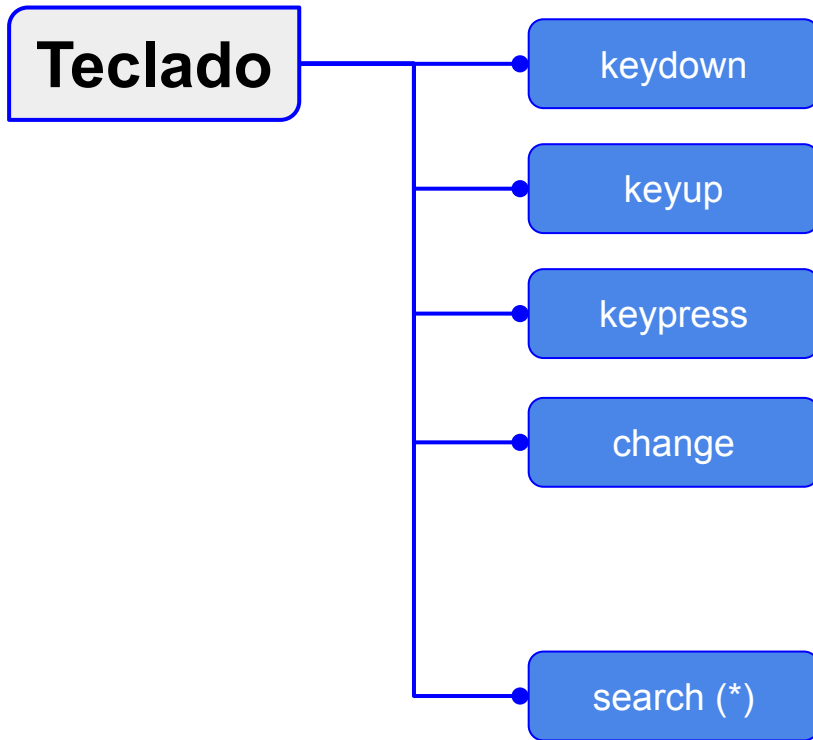 Teclado
keydown
keyup
keypress
change
search (*)